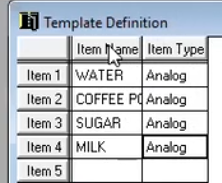 Template Definition
Item Name Item Type
Item 1 WATER Analog
Item 2 COFFEE PO Analog
Item 3 SUGAR Analog
Item 4 MILK Analog
Item 5